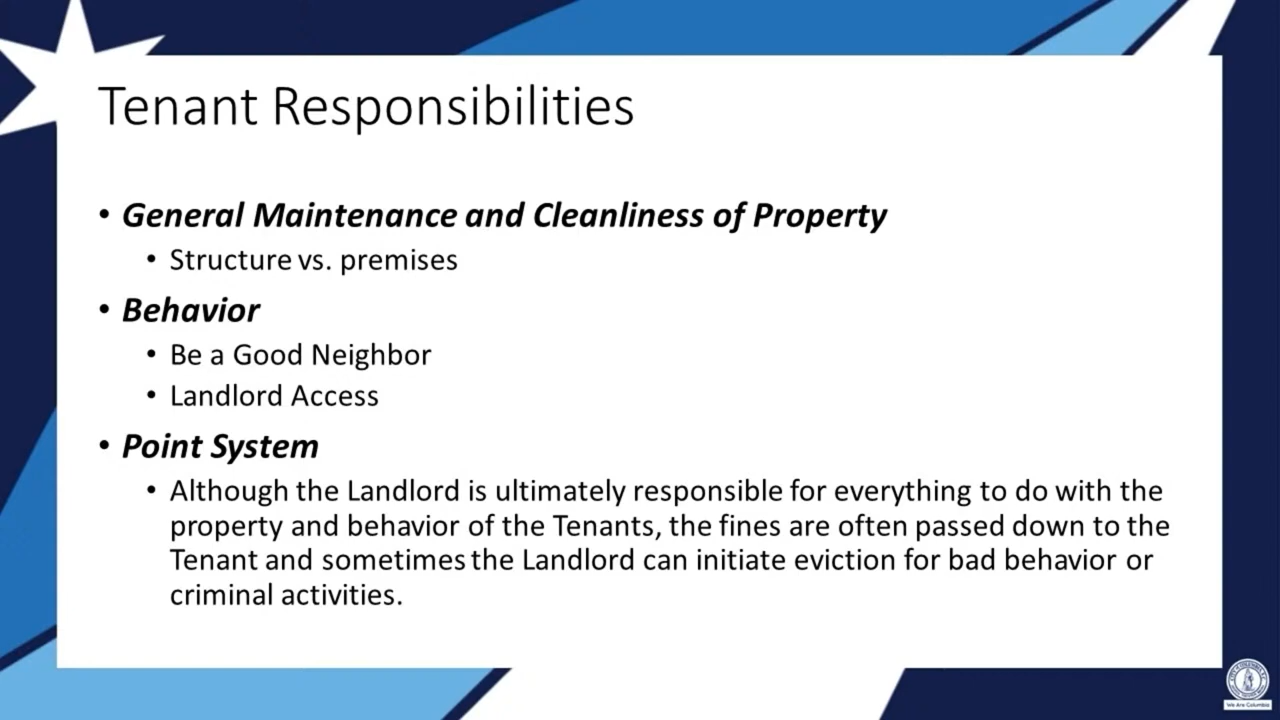 Tenant Responsibilities
• General Maintenance and Cleanliness of Property
• Structure vs. premises
• Behavior
• Be a Good Neighbor
• Landlord Access
• Point System
• Although the Landlord is ultimately responsible for everything to do with the
property and behavior of the Tenants, the fines are often passed down to the
Tenant and sometimes the Landlord can initiate eviction for bad behavior or
criminal activities.
We Are Columbia